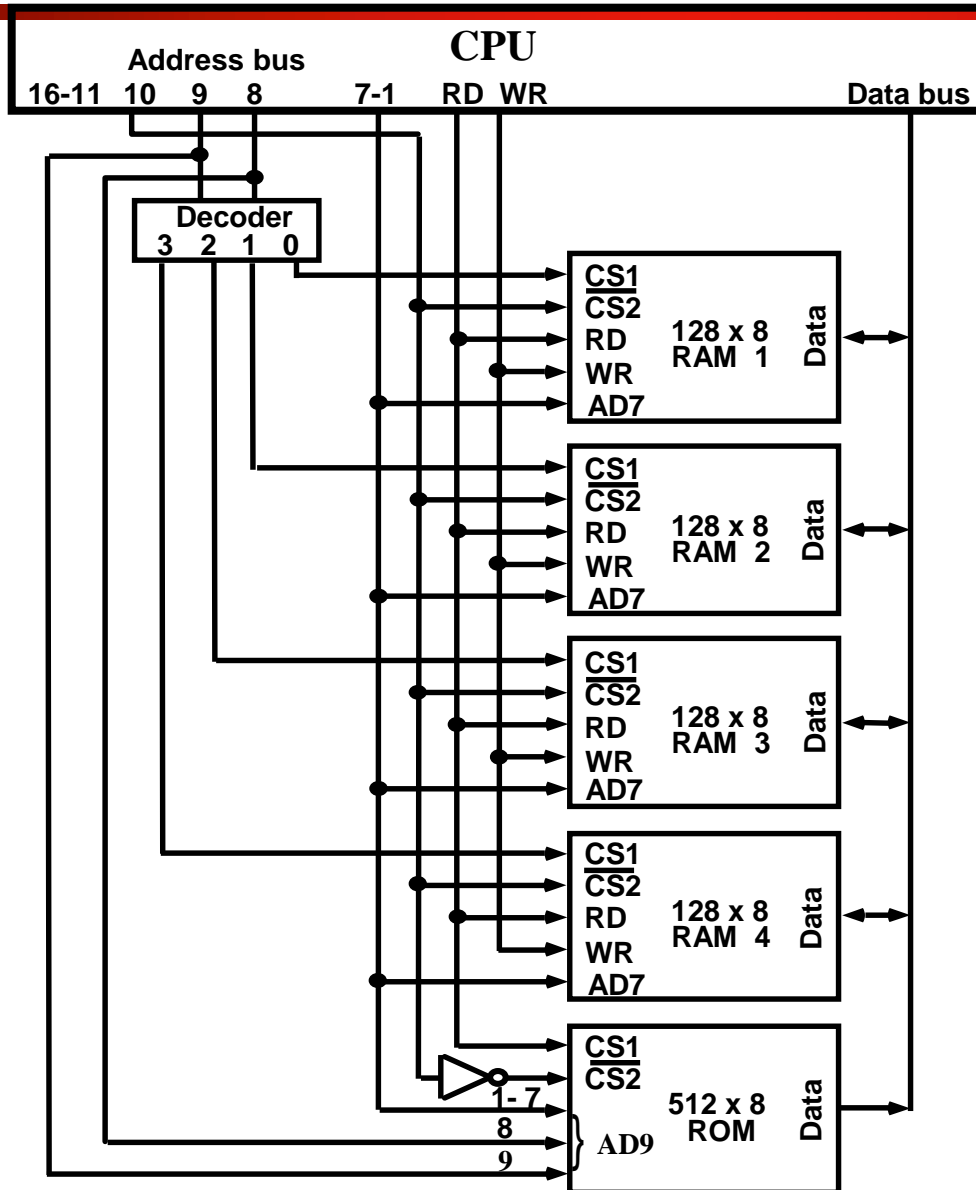 CPU
Address bus
16-11 10 9 8 7-1 RD WR Data bus
Decoder
3 2 1 0
CS1
CS2
RD
WR
AD7
128 x 8
RAM 1
Data
CS1
CS2
RD
WR
AD7
128 x 8
RAM 2
Data
CS1
CS2
RD
WR
AD7
128 x 8
RAM 3
Data
CS1
CS2
RD
WR
AD7
128 x 8
RAM 4
Data
CS1
CS2
1- 7
8
9
AD9
512 x 8
ROM
Data